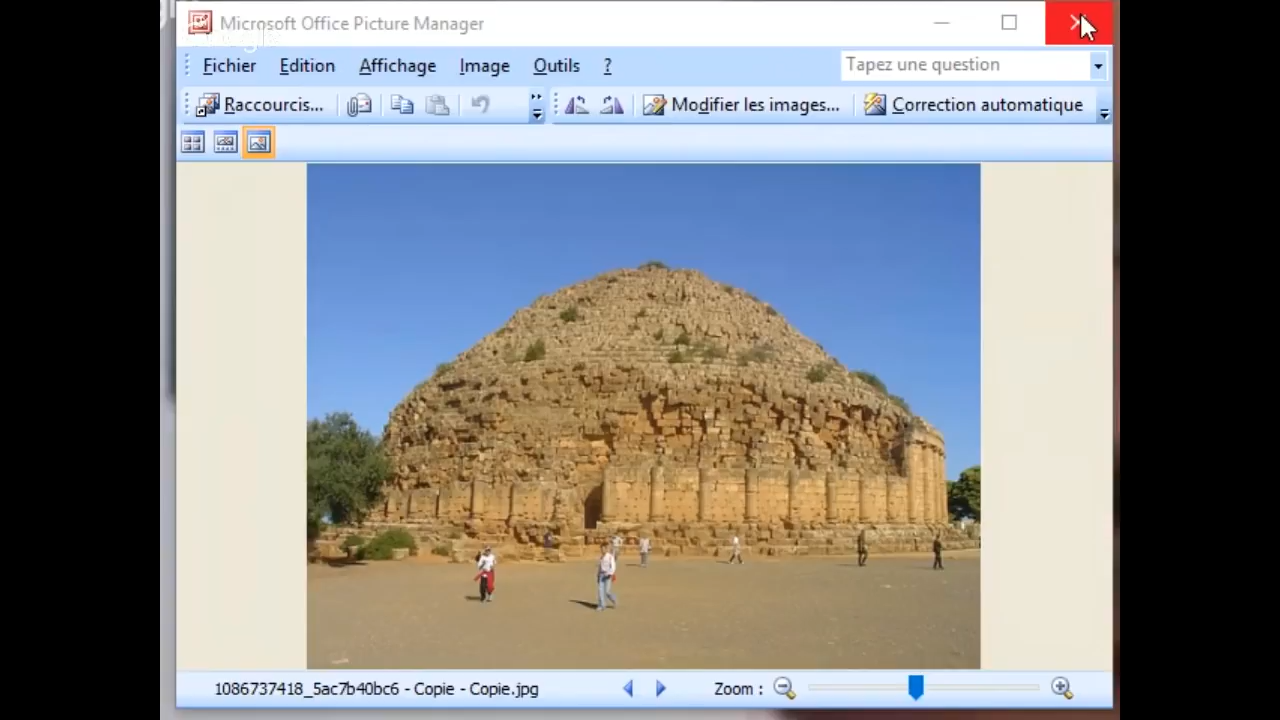 Microsoft Office Picture Manager
Fichier Edition Affichage Image Outils ? Tapez une question
Raccourcis... Modifier les images... Correction automatique
1086737418_5ac7b40bc6 - Copie - Copie.jpg Zoom :